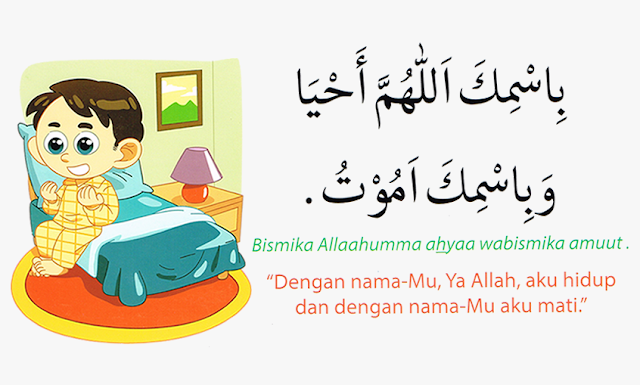 بِاسْمِكَ اَللّٰهُمَّ أَحْيَا
وَبِاسْمِكَ اَمُوْتُ .
Bismika Allaahumma ahyaa wabismika amuut .
“Dengan nama-Mu, Ya Allah, aku hidup
dan dengan nama-Mu aku mati.”